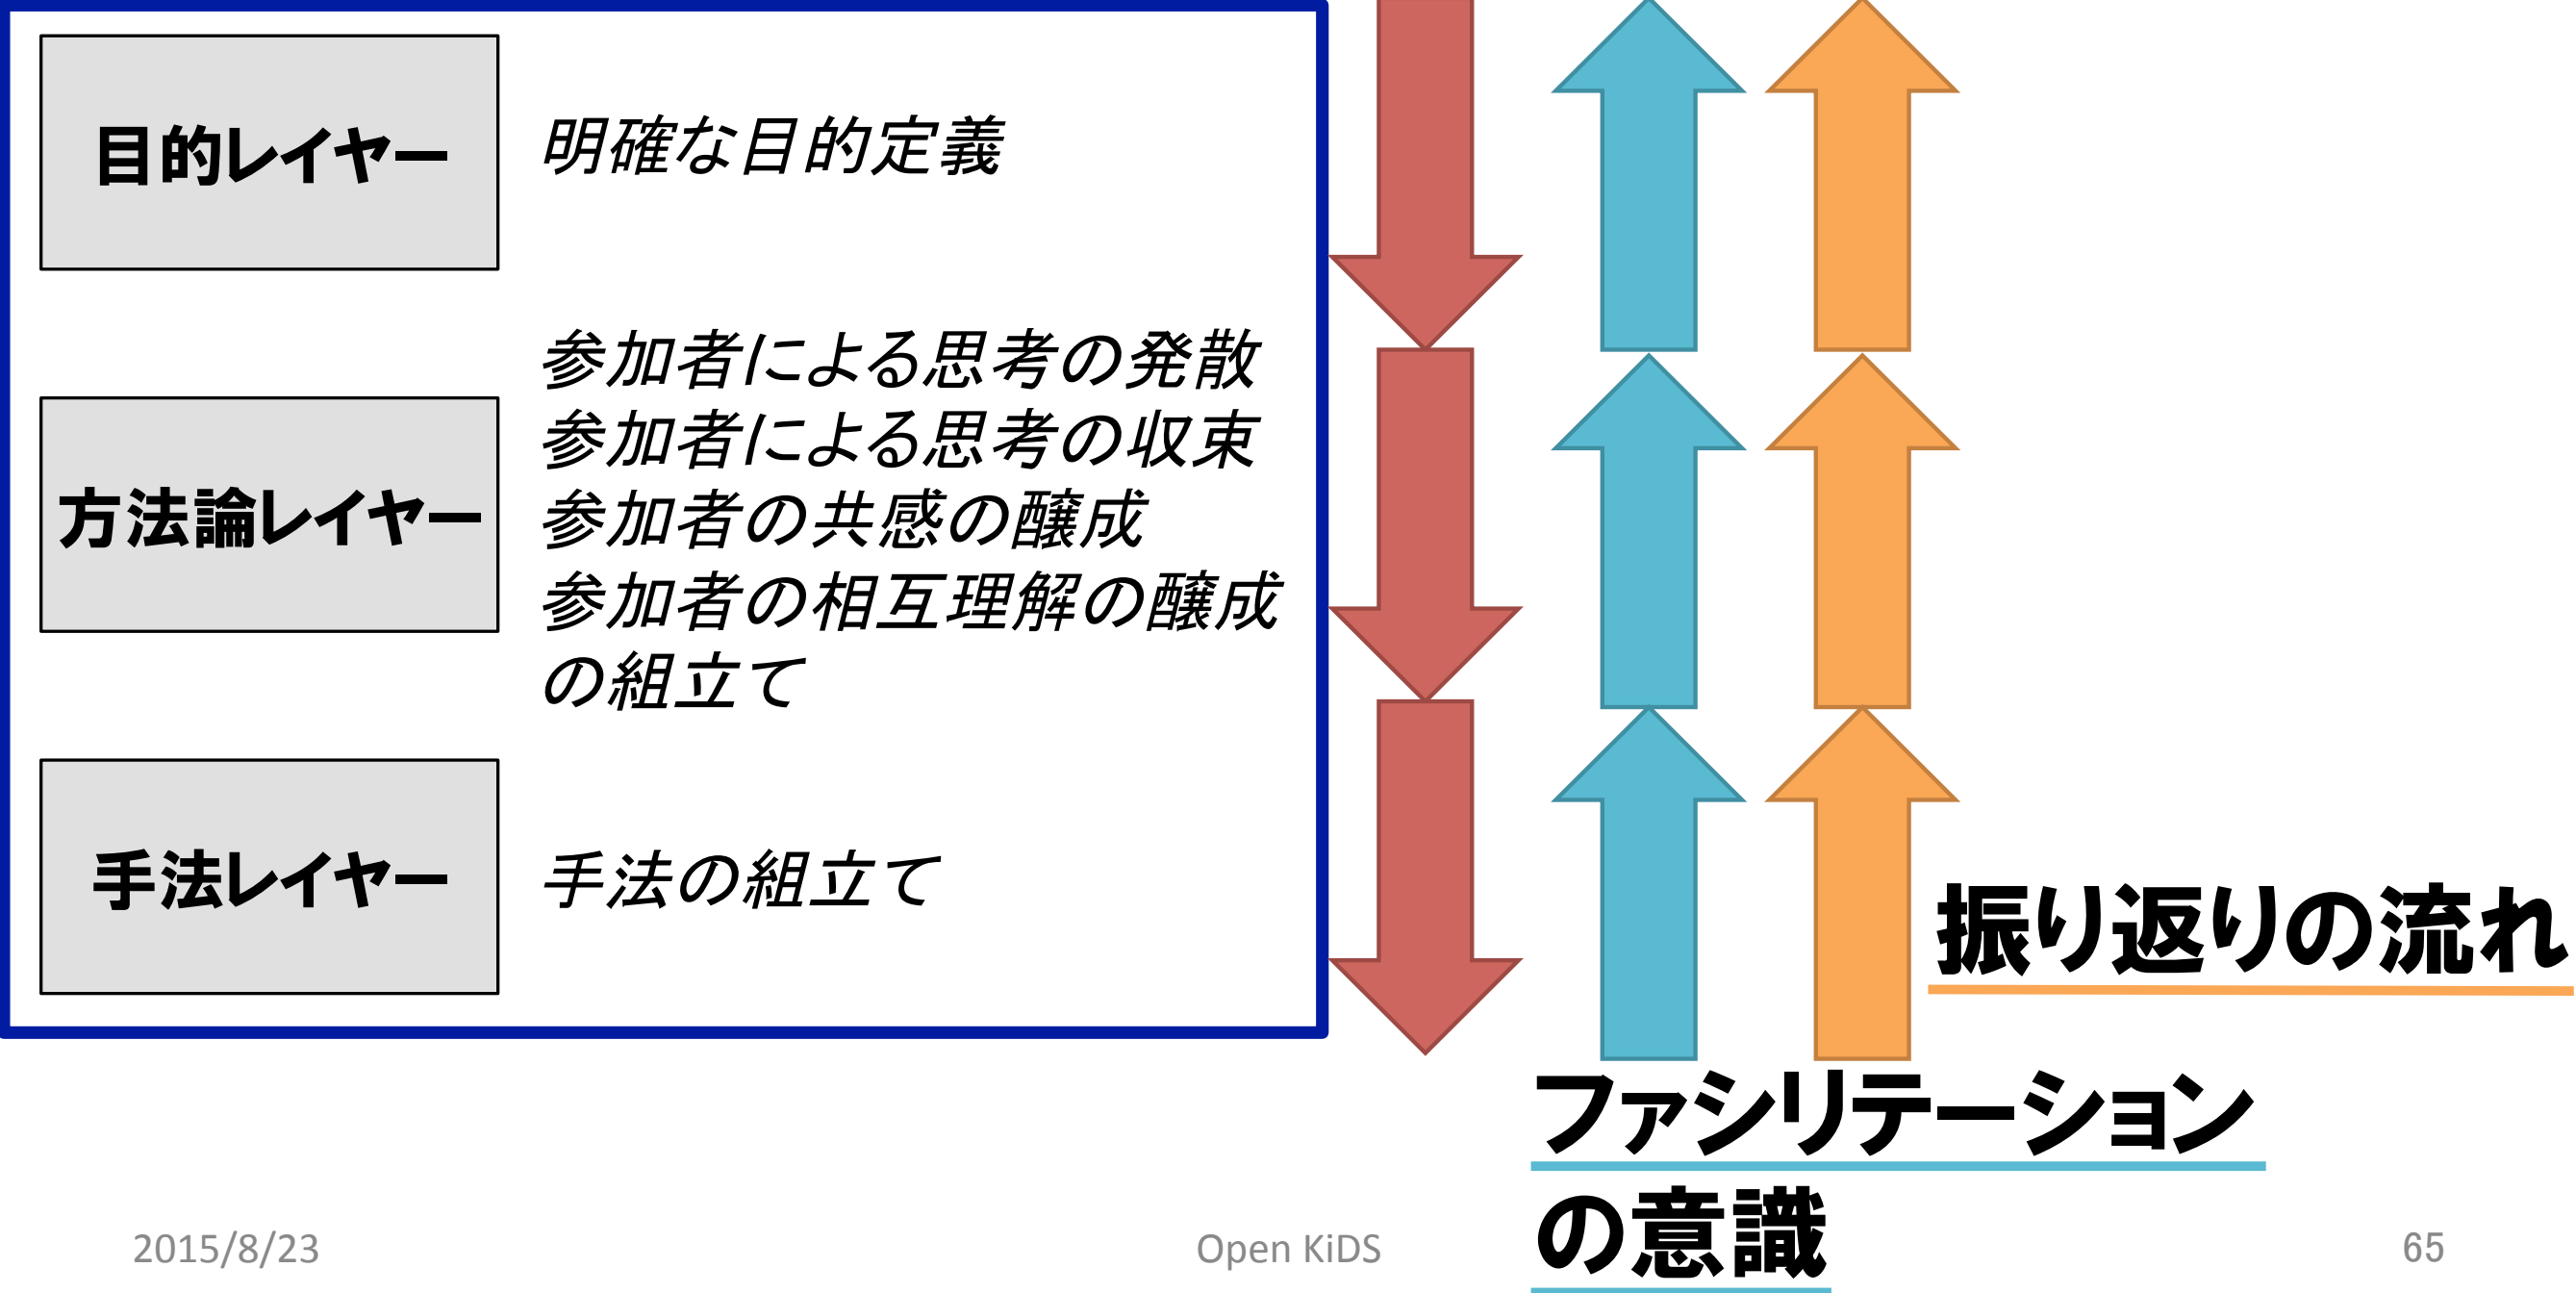 目的レイヤー
明確な目的定義
方法論レイヤー
参加者による思考の発散
参加者による思考の収束
参加者の共感の醸成
参加者の相互理解の醸成
の組立て
手法レイヤー
手法の組立て
振り返りの流れ
ファシリテーション
の意識
2015/8/23
Open KiDS
65